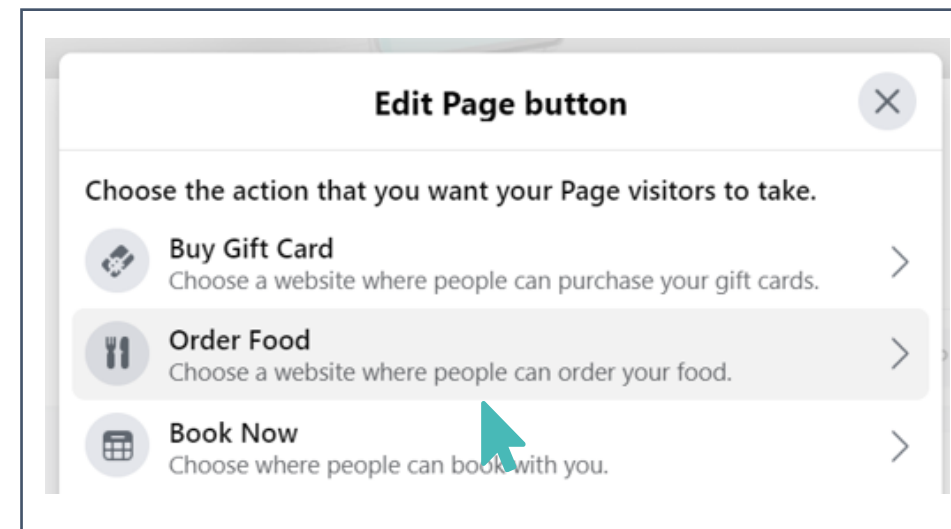 Edit Page button
Choose the action that you want your Page visitors to take.
Buy Gift Card
Choose a website where people can purchase your gift cards.
Order Food
Choose a website where people can order your food.
Book Now
Choose where people can book with you.